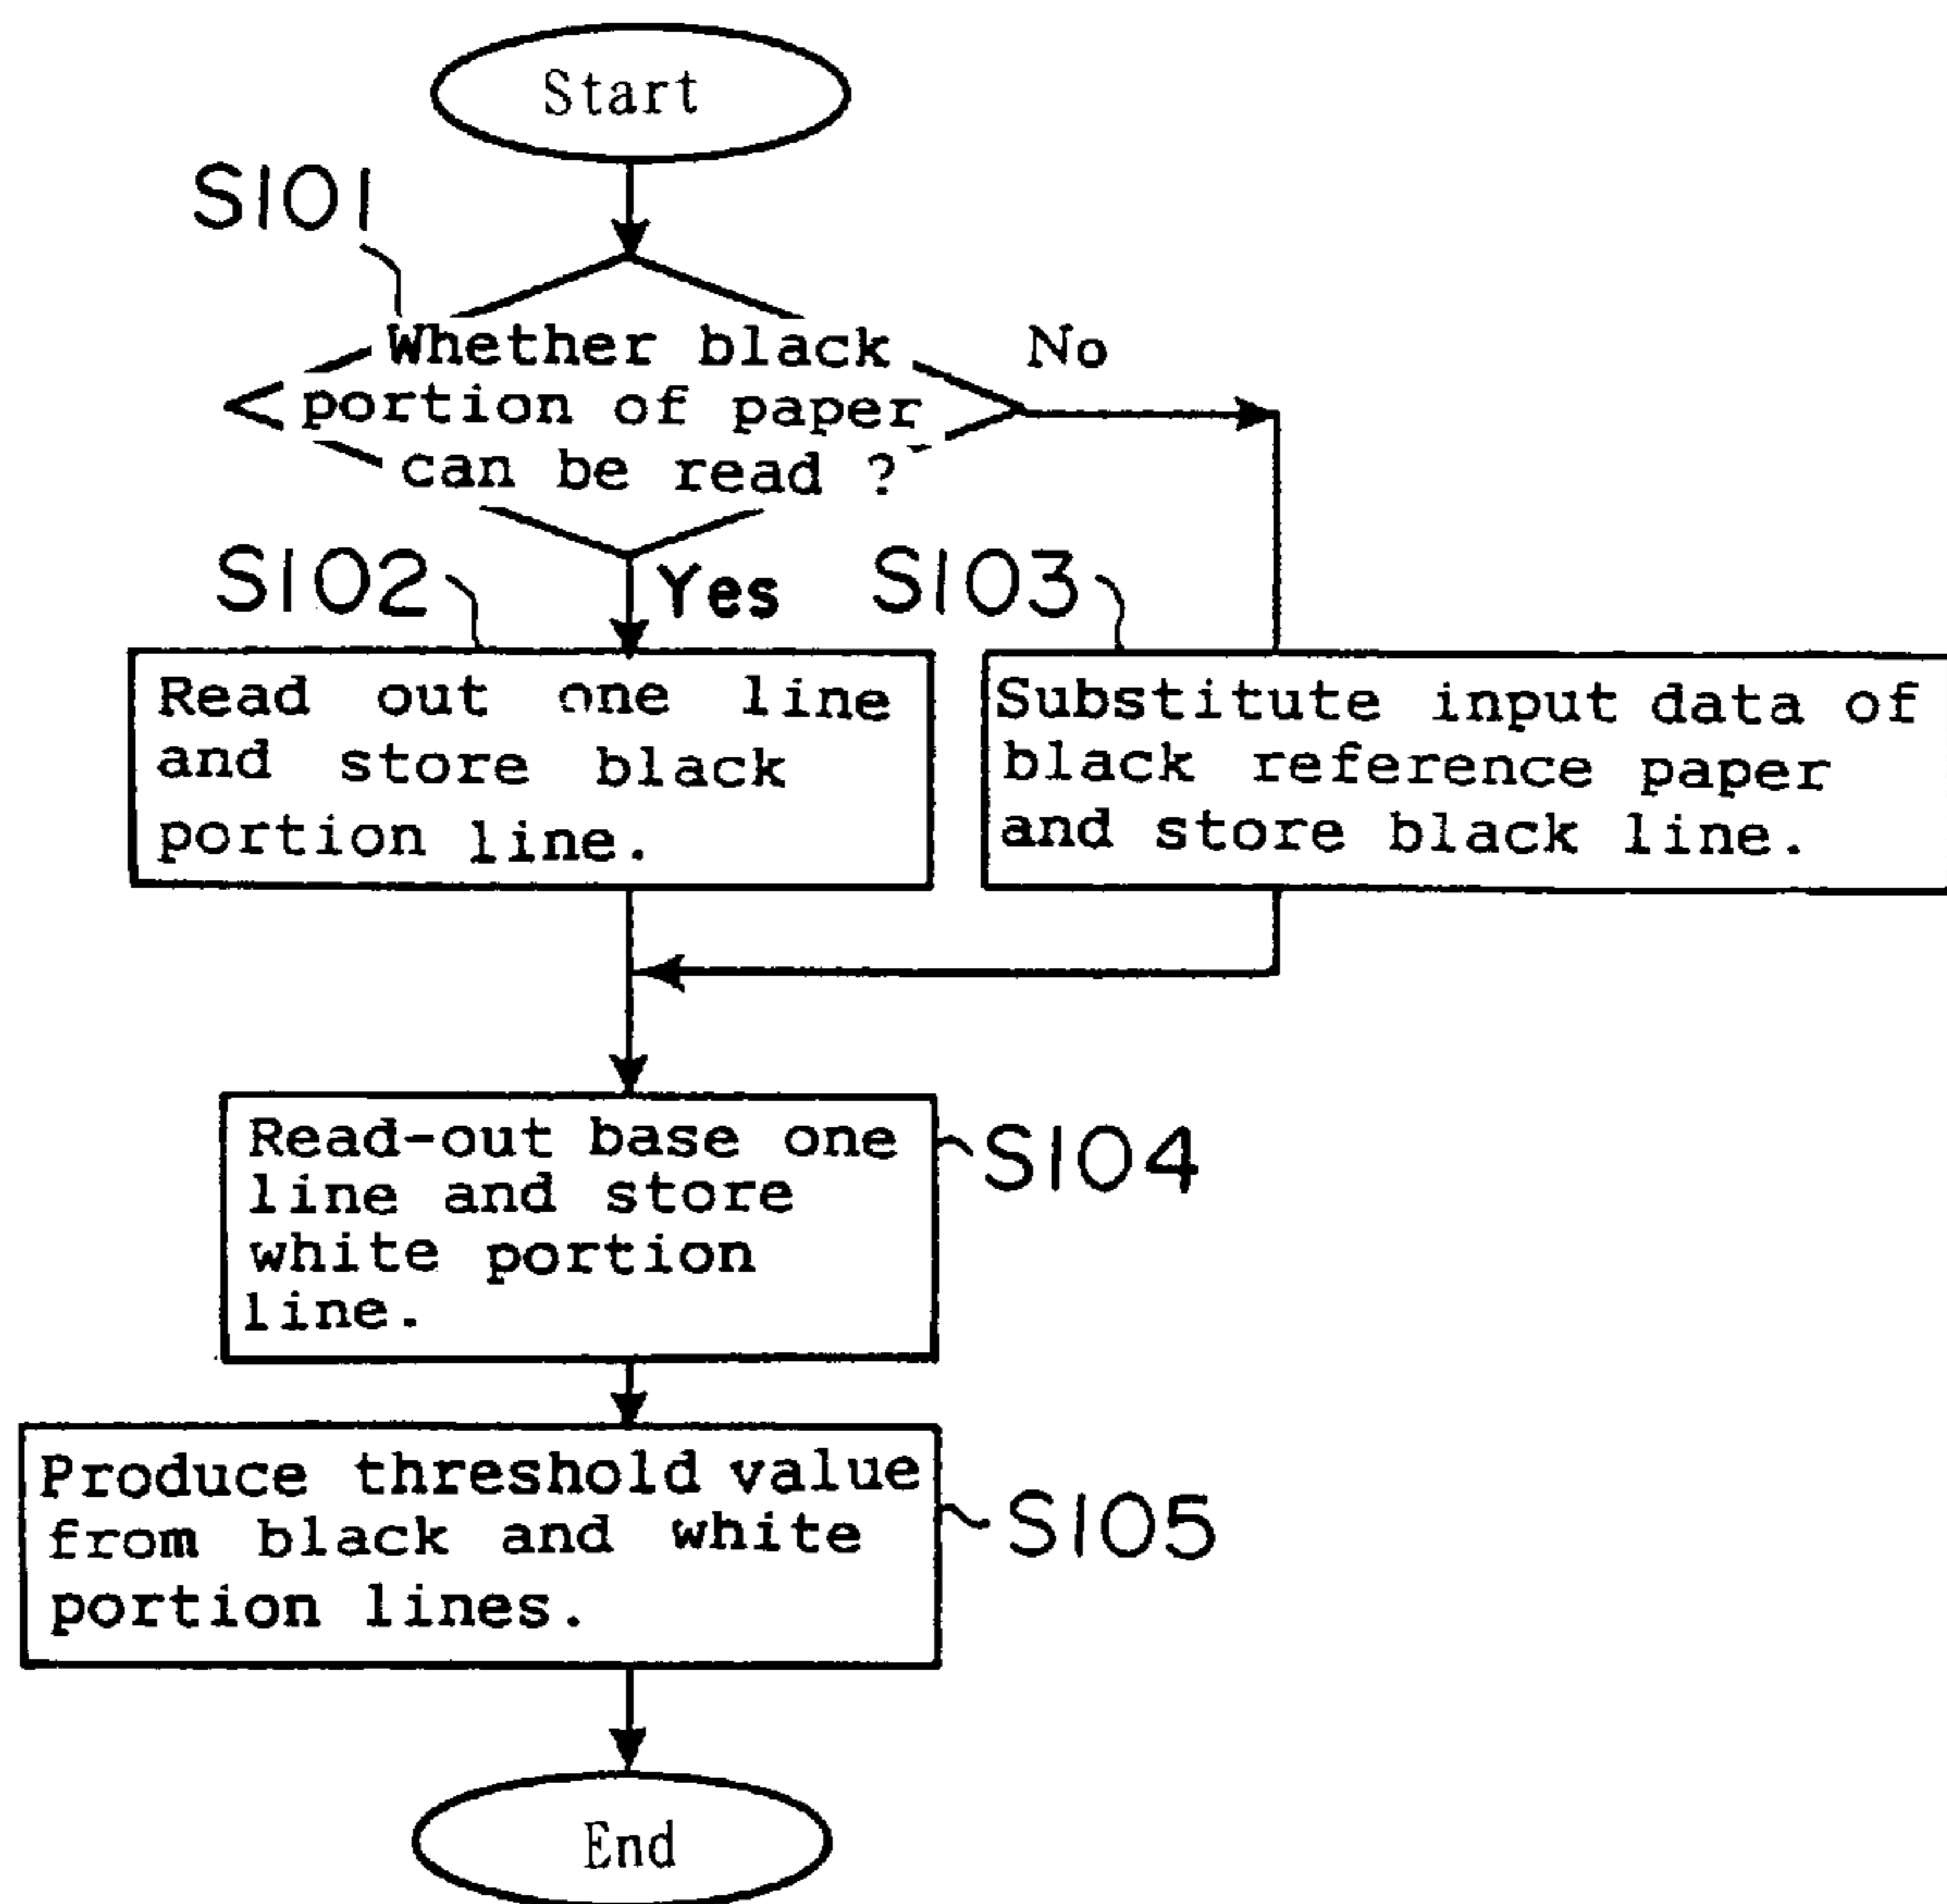 Start
S101
Whether black
No
portion of paper
can be read ?
S102
Yes
S103
Read out one line
and store black
portion line.
Substitute input data of
black reference paper
and store black line.
Read-out base one
line and store
white portion
line.
S104
Produce threshold value
from black and white
portion lines.
S105
End